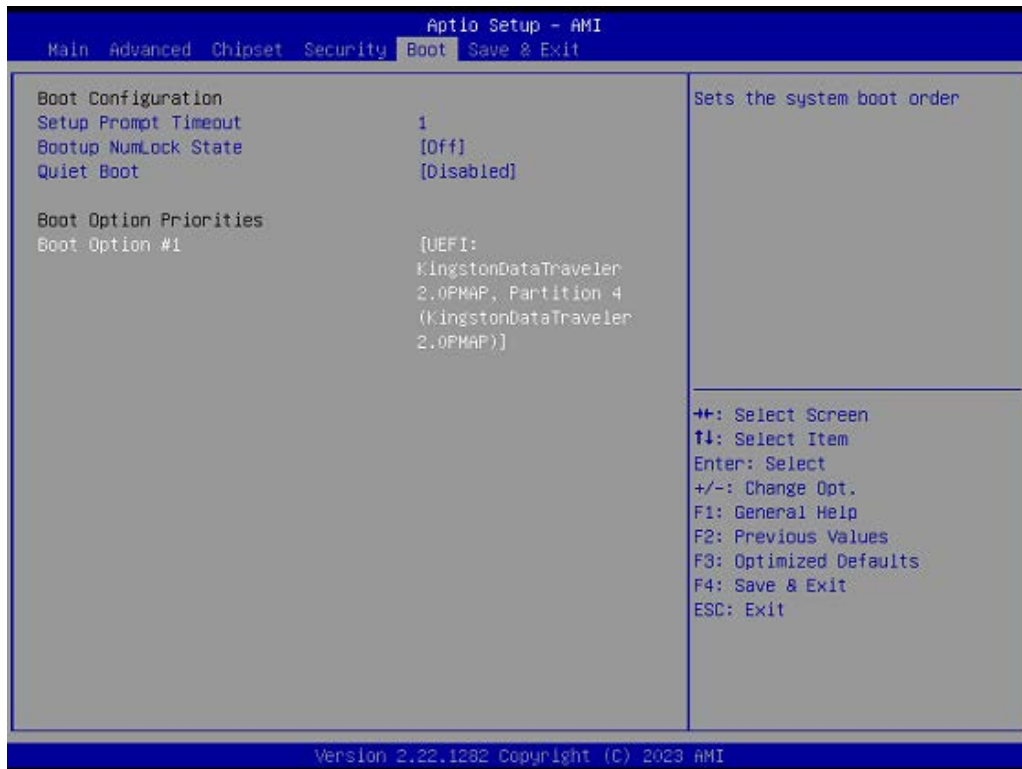 Aptio Setup - AMI
Main Advanced Chipset Security Boot Save & Exit
Boot Configuration
Setup Prompt Timeout 1
Bootup NumLock State [Off]
Quiet Boot [Disabled]
Boot Option Priorities
Boot Option #1 [UEFI:
KingstonDataTraveler
2.0PMAP, Partition 4
(KingstonDataTraveler
2.0PMAP)]
Sets the system boot order
→←: Select Screen
↑↓: Select Item
Enter: Select
+/-: Change Opt.
F1: General Help
F2: Previous Values
F3: Optimized Defaults
F4: Save & Exit
ESC: Exit
Version 2.22.1282 Copyright (C) 2023 AMI